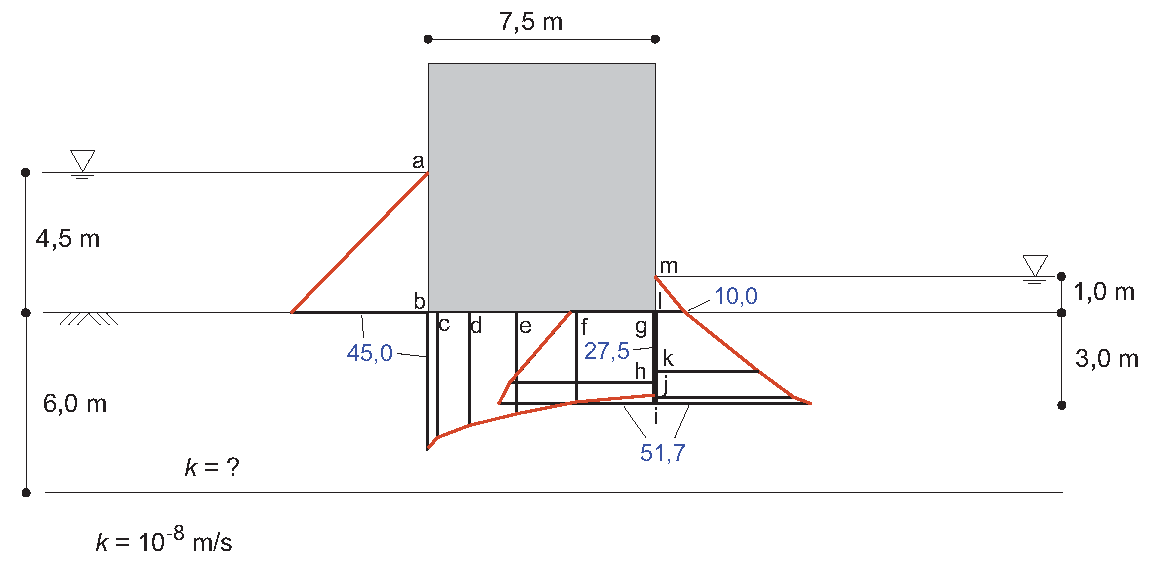 7,5 m
a
4,5 m
m
b
l
10,0
1,0 m
c
d
e
f
g
45,0
27,5
k
h
3,0 m
j
6,0 m
i
51,7
k = ?
k = 10⁻⁸ m/s